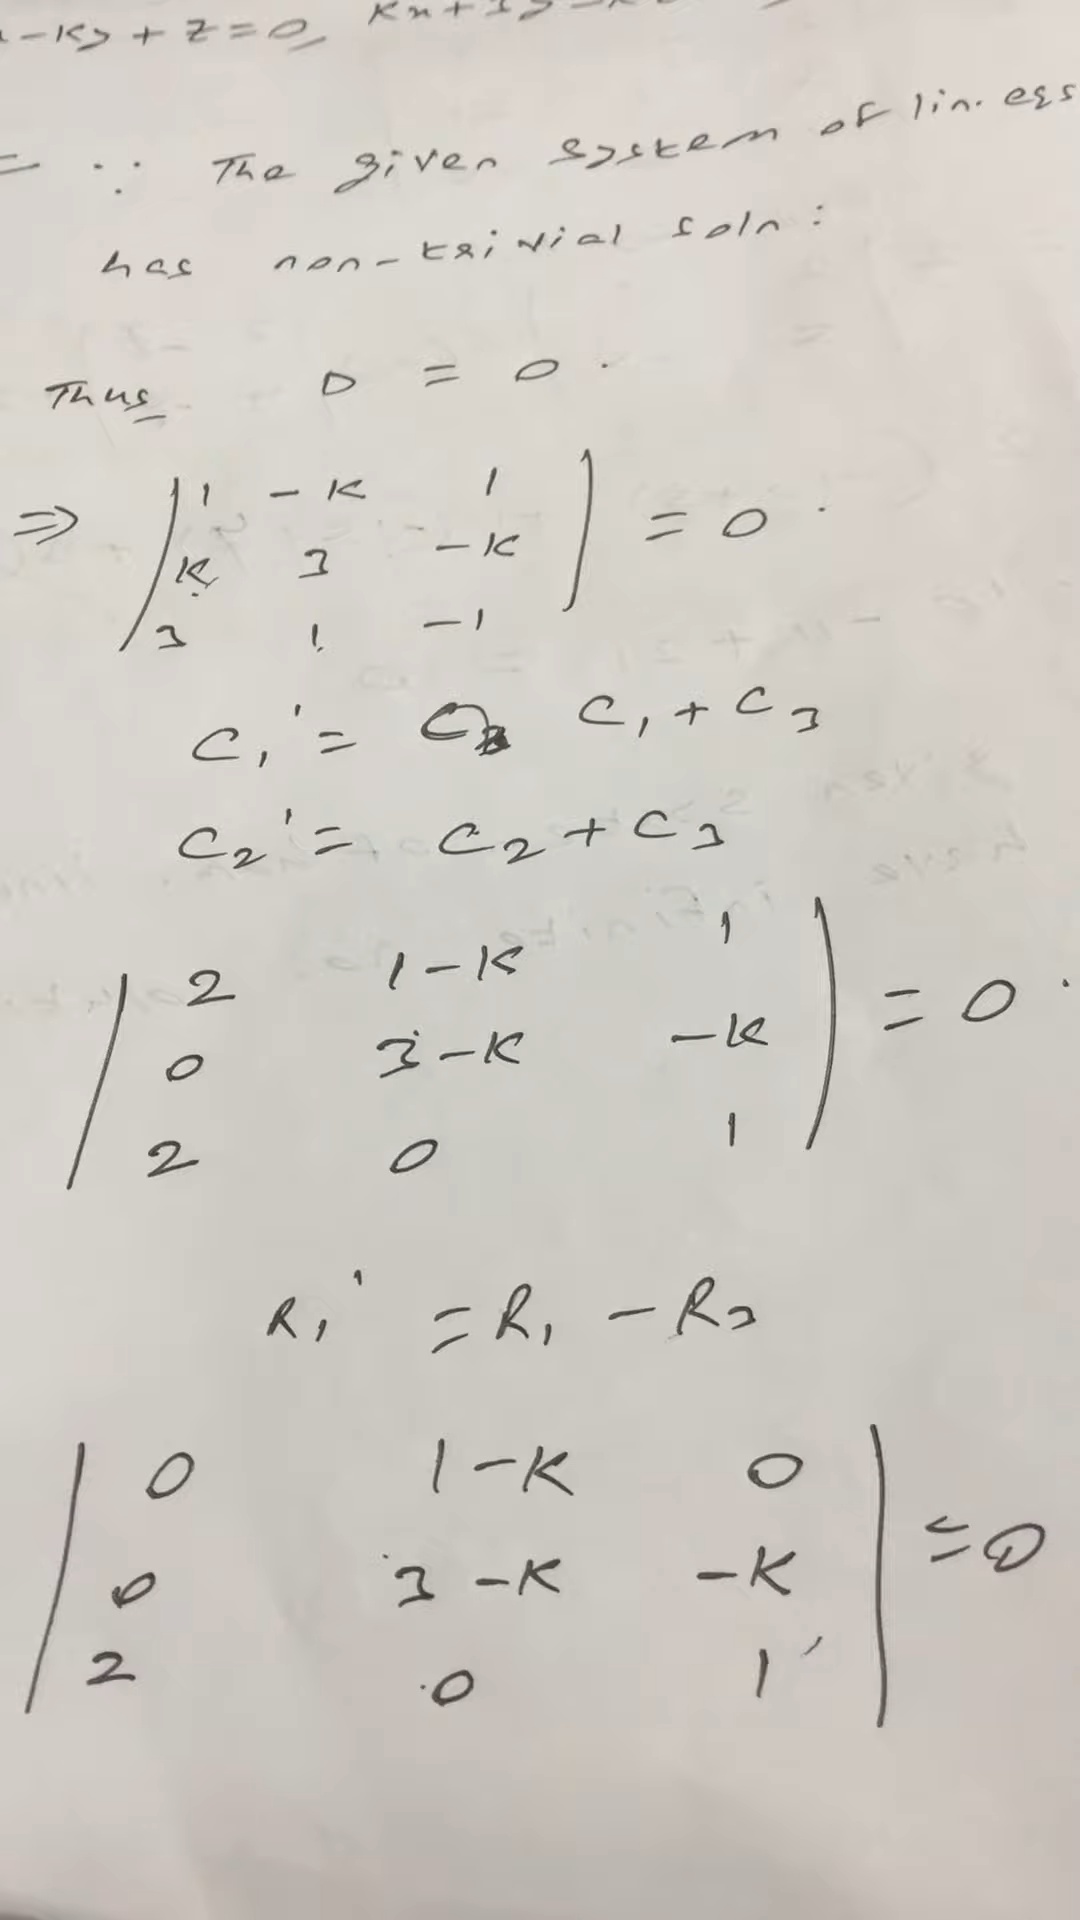 -Ky + z = 0, Kx + 3y - K
= ∵ The given system of lin. eqs
has non-trivial soln:
Thus D = 0.
⇒ | 1 -K 1 |
| K 3 -K | = 0.
| 3 1 -1 |
C₁' = C₁ + C₃
C₂' = C₂ + C₃
| 2 1-K 1 |
| 0 3-K -K | = 0.
| 2 0 1 |
R₁' = R₁ - R₃
| 0 1-K 0 |
| 0 3-K -K | = 0
| 2 0 1 |